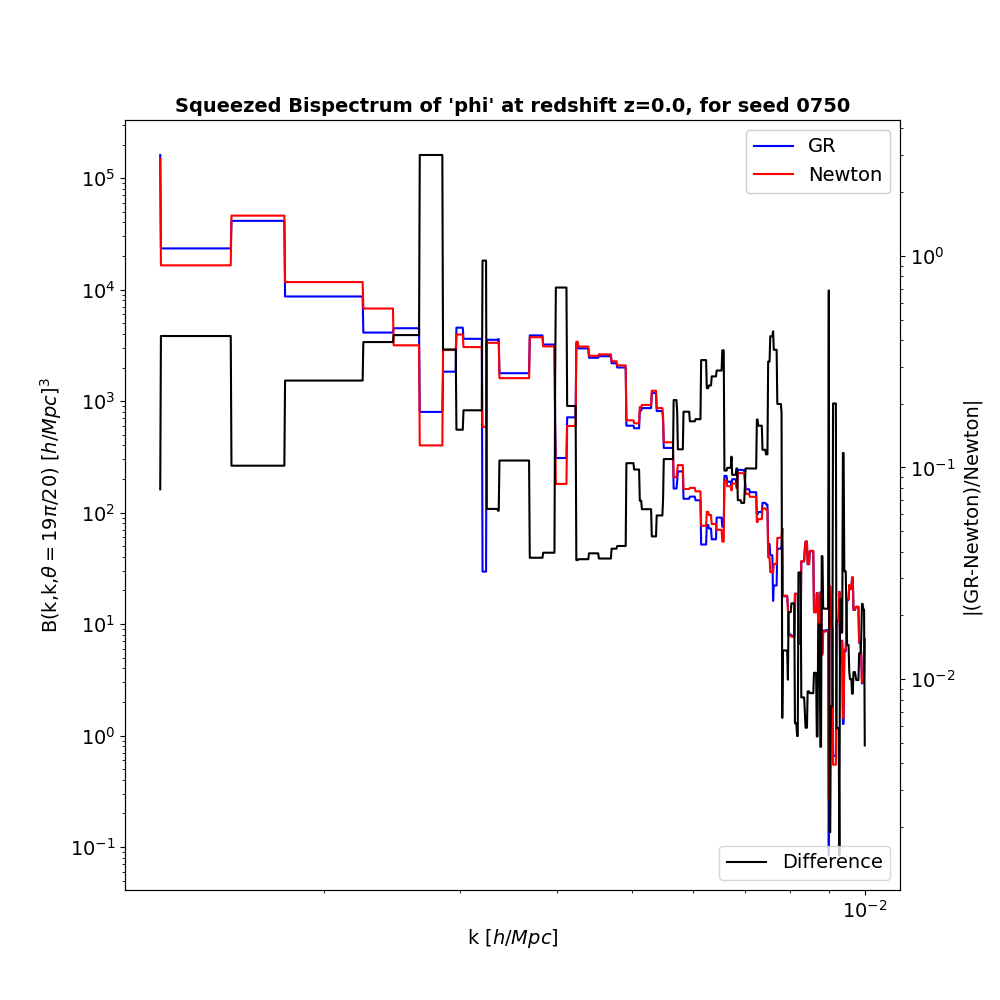 Squeezed Bispectrum of 'phi' at redshift z=0.0, for seed 0750
GR
Newton
10⁵
10⁴
10³
10²
10¹
10⁰
10⁻¹
B(k,k,θ = 19π/20) [h/Mpc]³
10⁰
10⁻¹
10⁻²
|(GR-Newton)/Newton|
Difference
10⁻²
k [h/Mpc]